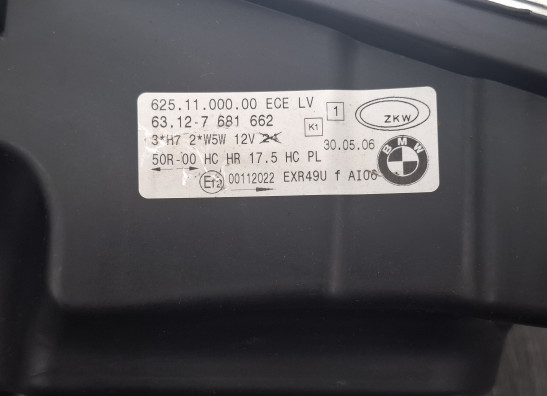 625.11.000.00 ECE LV 1
63.12-7 681 662 K1 ZKW
3*H7 2*W5W 12V 24 30.05.06
50R-00 HC HR 17.5 HC PL BMW
E12 00112022 EXR49U f AI06